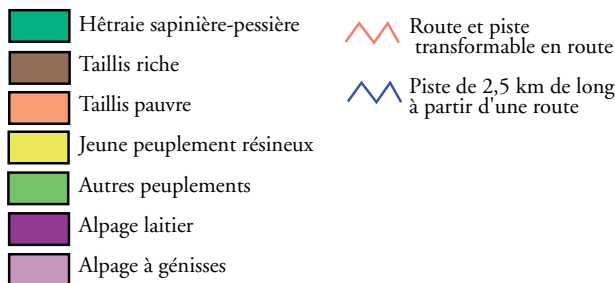 Hêtraie sapinière-pessière
Taillis riche
Taillis pauvre
Jeune peuplement résineux
Autres peuplements
Alpage laitier
Alpage à génisses
Route et piste
transformable en route
Piste de 2,5 km de long
à partir d'une route